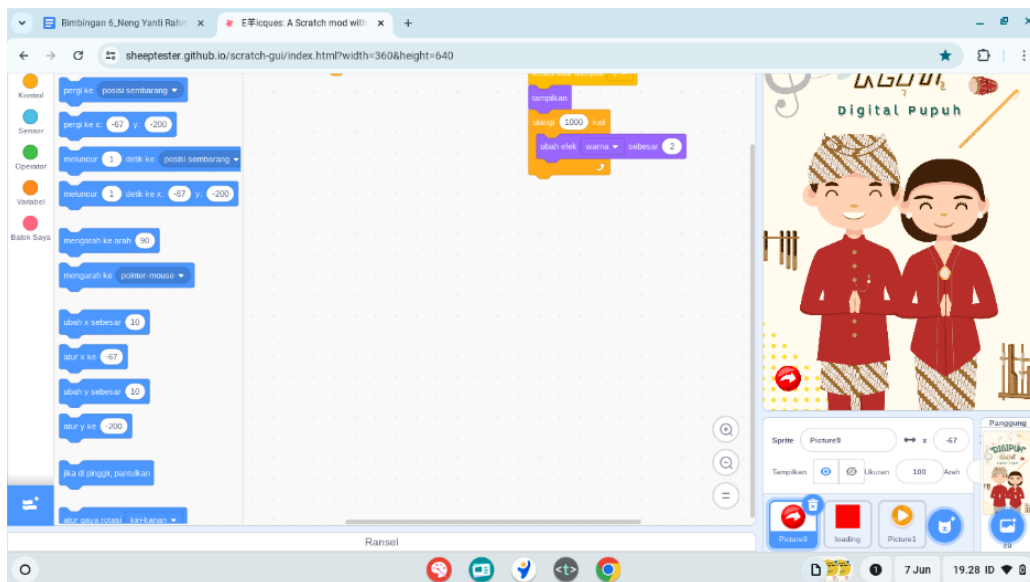 Bimbingan 6_Neng Yanti Rahm
E羊icques: A Scratch mod with
sheeptester.github.io/scratch-gui/index.html?width=360&height=640
Kontrol
Sensor
Operator
Variabel
Balok Saya
pergi ke posisi sembarang
pergi ke x: -67 y: -200
meluncur 1 detik ke posisi sembarang
meluncur 1 detik ke x: -67 y: -200
mengarah ke arah 90
mengarah ke pointer-mouse
ubah x sebesar 10
atur x ke -67
ubah y sebesar 10
atur y ke -200
jika di pinggir, pantulkan
atur gaya rotasi kiri-kanan
tampilkan
ulangi 1000 kali
ubah efek warna sebesar 2
Digital Pupuh
Sprite Picture9 x -67
Tampilkan Ukuran 100 Arah
Picture9
loading
Picture1
Panggung
DIGIPUH
Ransel
7 Jun 19.28 ID